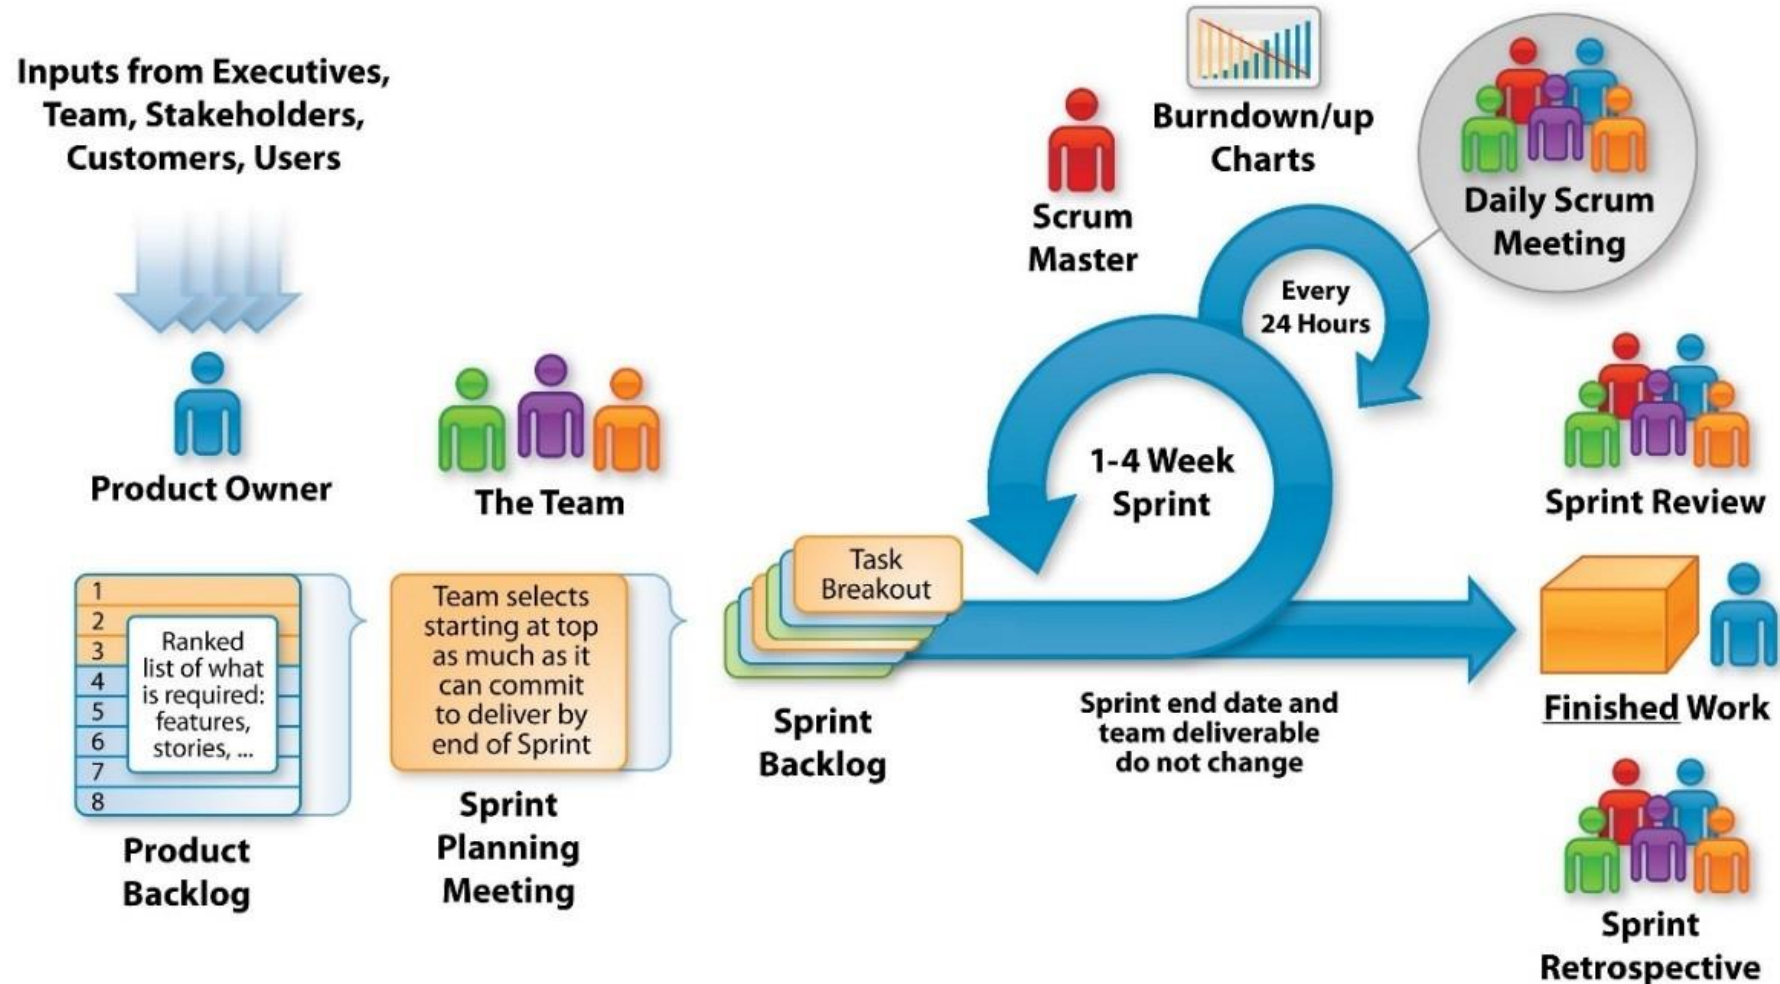 Inputs from Executives,
Team, Stakeholders,
Customers, Users
Product Owner
The Team
1
2
3
4
5
6
7
8
Ranked
list of what
is required:
features,
stories, ...
Product
Backlog
Team selects
starting at top
as much as it
can commit
to deliver by
end of Sprint
Sprint
Planning
Meeting
Task
Breakout
Sprint
Backlog
Scrum
Master
Burndown/up
Charts
Daily Scrum
Meeting
Every
24 Hours
1-4 Week
Sprint
Sprint end date and
team deliverable
do not change
Sprint Review
Finished Work
Sprint
Retrospective